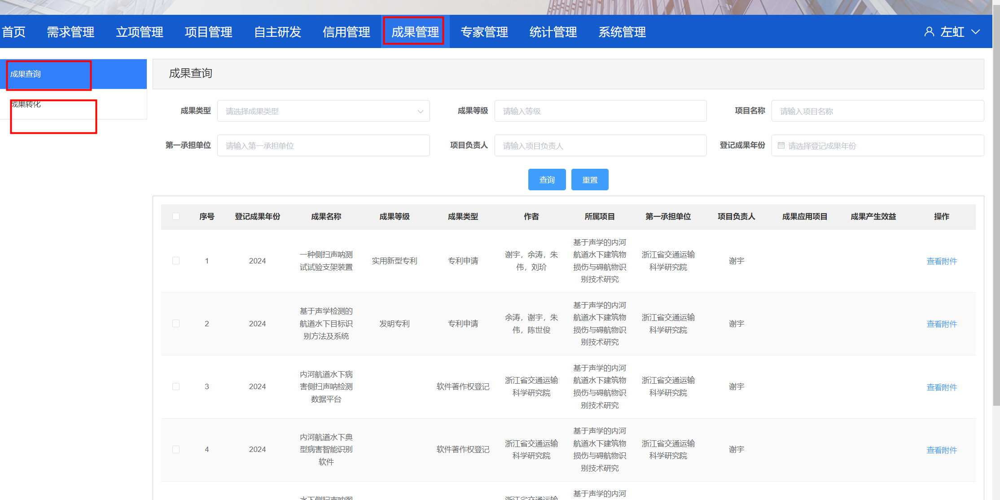 首页 需求管理 立项管理 项目管理 自主研发 信用管理 成果管理 专家管理 统计管理 系统管理 左虹
成果查询
成果转化
成果查询
成果类型 请选择成果类型 成果等级 请输入等级 项目名称 请输入项目名称
第一承担单位 请输入第一承担单位 项目负责人 请输入项目负责人 登记成果年份 请选择登记成果年份
查询 重置
序号 登记成果年份 成果名称 成果等级 成果类型 作者 所属项目 第一承担单位 项目负责人 成果应用项目 成果产生效益 操作
1
2024
一种侧扫声呐测
试试验支架装置
实用新型专利
专利申请
谢宇，余涛，朱
伟，刘玠
基于声学的内河
航道水下建筑物
损伤与碍航物识
别技术研究
浙江省交通运输
科学研究院
谢宇
查看附件
2
2024
基于声学检测的
航道水下目标识
别方法及系统
发明专利
专利申请
余涛，谢宇，朱
伟，陈世俊
基于声学的内河
航道水下建筑物
损伤与碍航物识
别技术研究
浙江省交通运输
科学研究院
谢宇
查看附件
3
2024
内河航道水下病
害侧扫声呐检测
数据平台
软件著作权登记
浙江省交通运输
科学研究院
基于声学的内河
航道水下建筑物
损伤与碍航物识
别技术研究
浙江省交通运输
科学研究院
谢宇
查看附件
4
2024
内河航道水下典
型病害智能识别
软件
软件著作权登记
浙江省交通运输
科学研究院
基于声学的内河
航道水下建筑物
损伤与碍航物识
别技术研究
浙江省交通运输
科学研究院
谢宇
查看附件
水下侧扫声呐图
浙江省交通运输
基于声学的内河